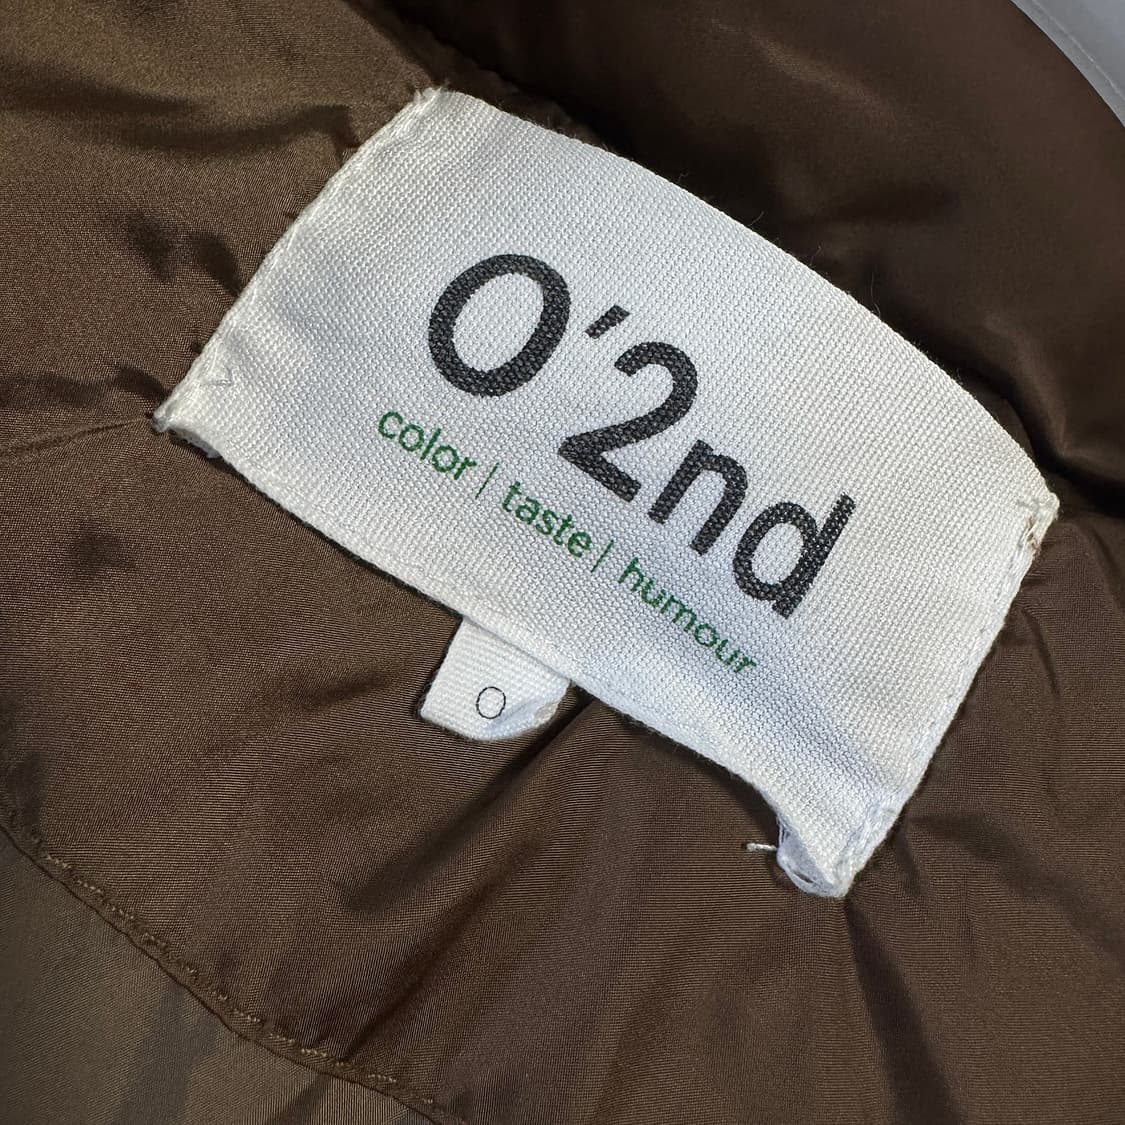 O'2nd
color | taste | humour
0